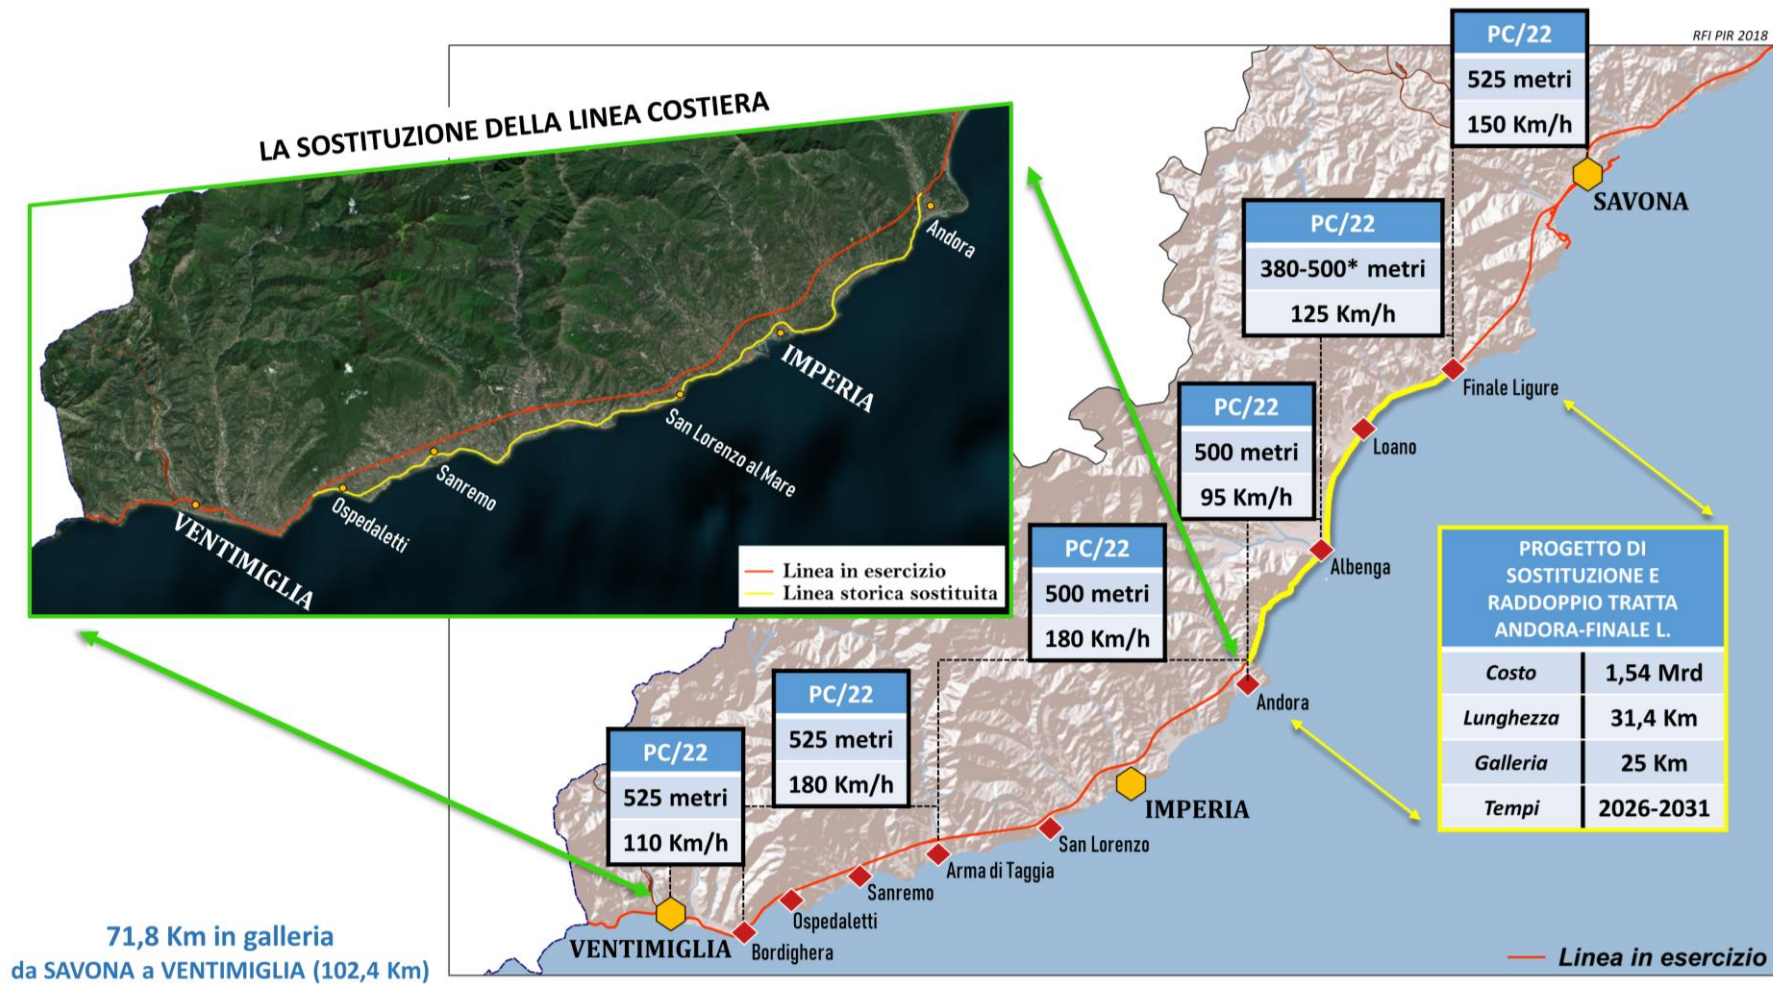 RFI PIR 2018
LA SOSTITUZIONE DELLA LINEA COSTIERA
Andora
IMPERIA
San Lorenzo al Mare
Sanremo
Ospedaletti
VENTIMIGLIA
Linea in esercizio
Linea storica sostituita
PC/22
525 metri
150 Km/h
SAVONA
PC/22
380-500* metri
125 Km/h
Finale Ligure
Loano
PC/22
500 metri
95 Km/h
Albenga
PC/22
500 metri
180 Km/h
Andora
PC/22
525 metri
180 Km/h
PC/22
525 metri
110 Km/h
IMPERIA
San Lorenzo
Arma di Taggia
Sanremo
Ospedaletti
Bordighera
VENTIMIGLIA
PROGETTO DI
SOSTITUZIONE E
RADDOPPIO TRATTA
ANDORA-FINALE L.
Costo 1,54 Mrd
Lunghezza 31,4 Km
Galleria 25 Km
Tempi 2026-2031
71,8 Km in galleria
da SAVONA a VENTIMIGLIA (102,4 Km)
Linea in esercizio